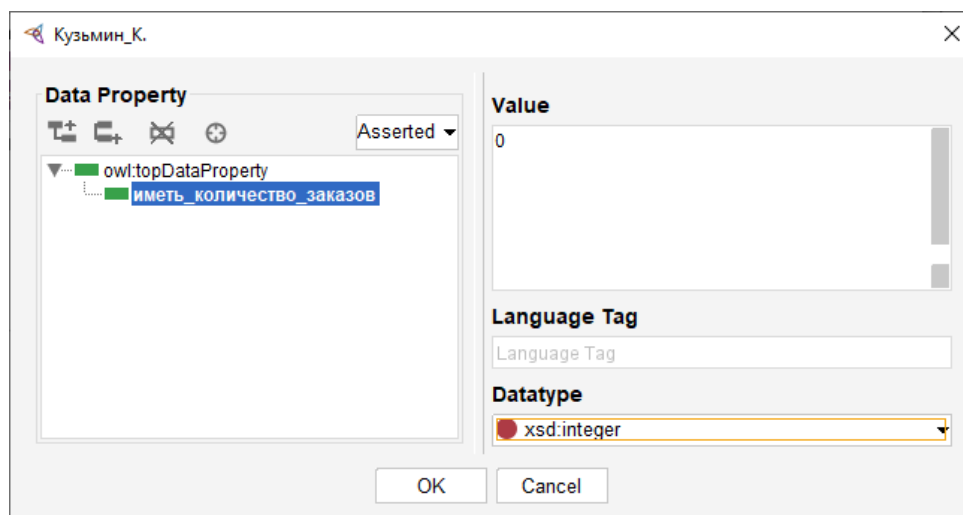 Кузьмин_К.
Data Property
Asserted
owl:topDataProperty
иметь_количество_заказов
Value
0
Language Tag
Language Tag
Datatype
xsd:integer
OK
Cancel